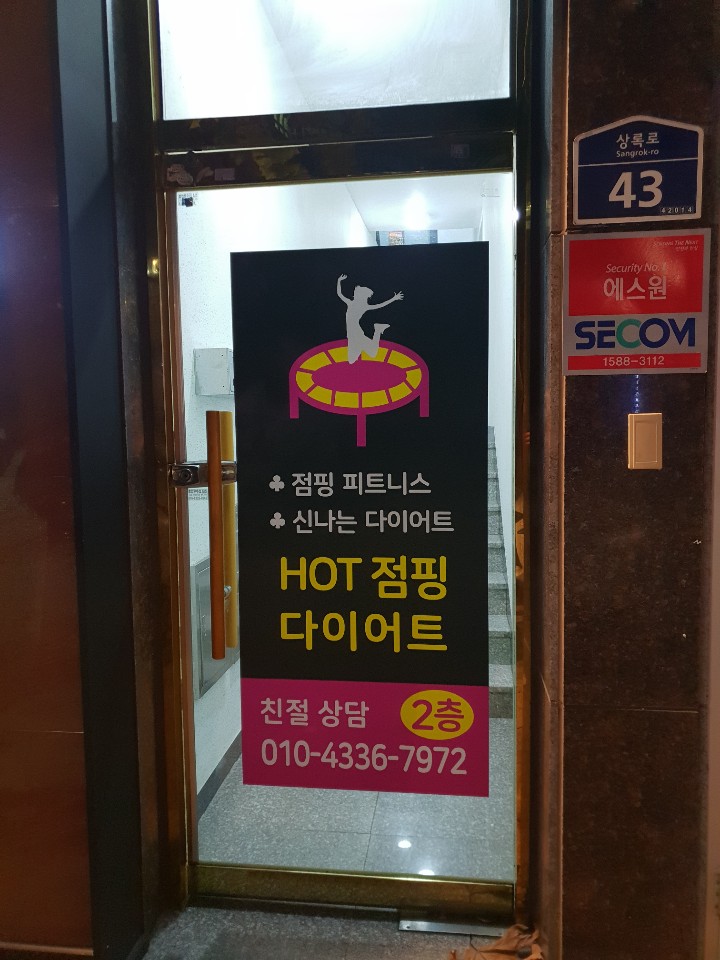 상록로
Sangrok-ro
43
42014
Security No.1
에스원
SECOM
1588-3112
♣ 점핑 피트니스
♣ 신나는 다이어트
HOT 점핑
다이어트
친절 상담 2층
010-4336-7972